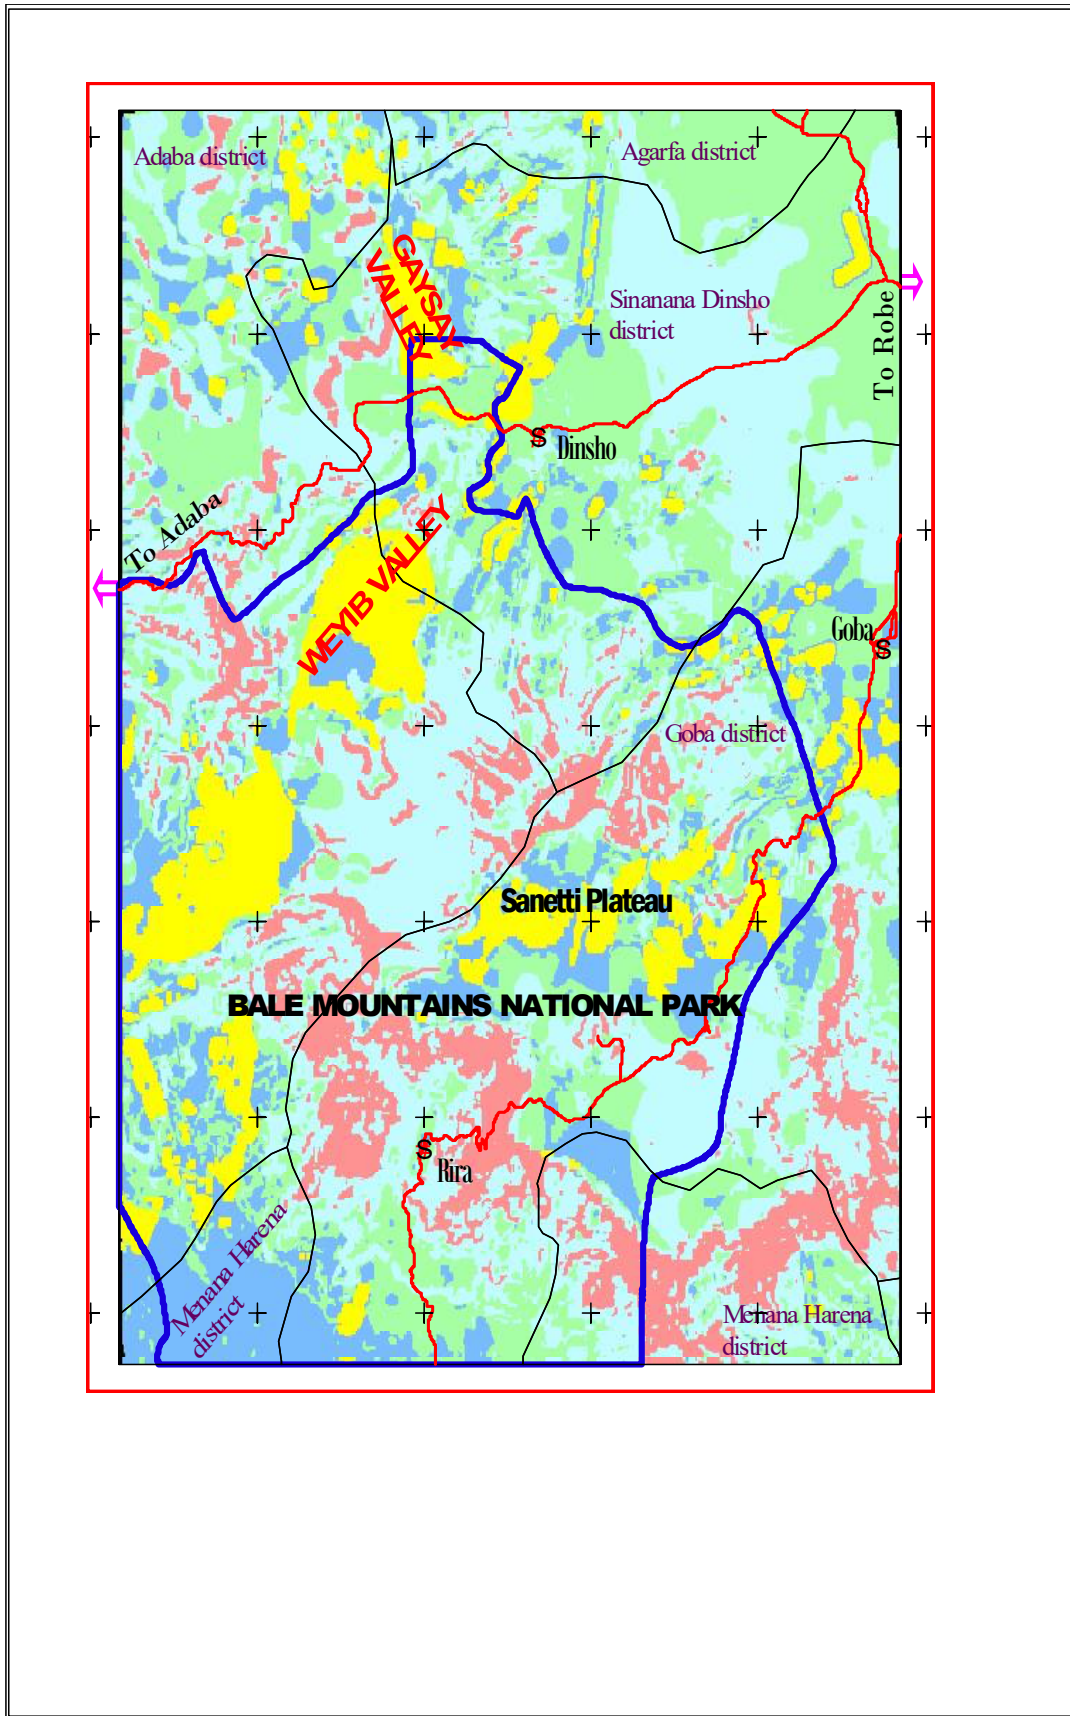 Adaba district
Agarfa district
GAYSAY
VALLEY
Sinanana Dinsho
district
To Robe
S
Dinsho
To Adaba
WEYIB VALLEY
Goba
S
Goba district
Sanetti Plateau
BALE MOUNTAINS NATIONAL PARK
S
Rira
Menana Harena
district
Menana Harena
district